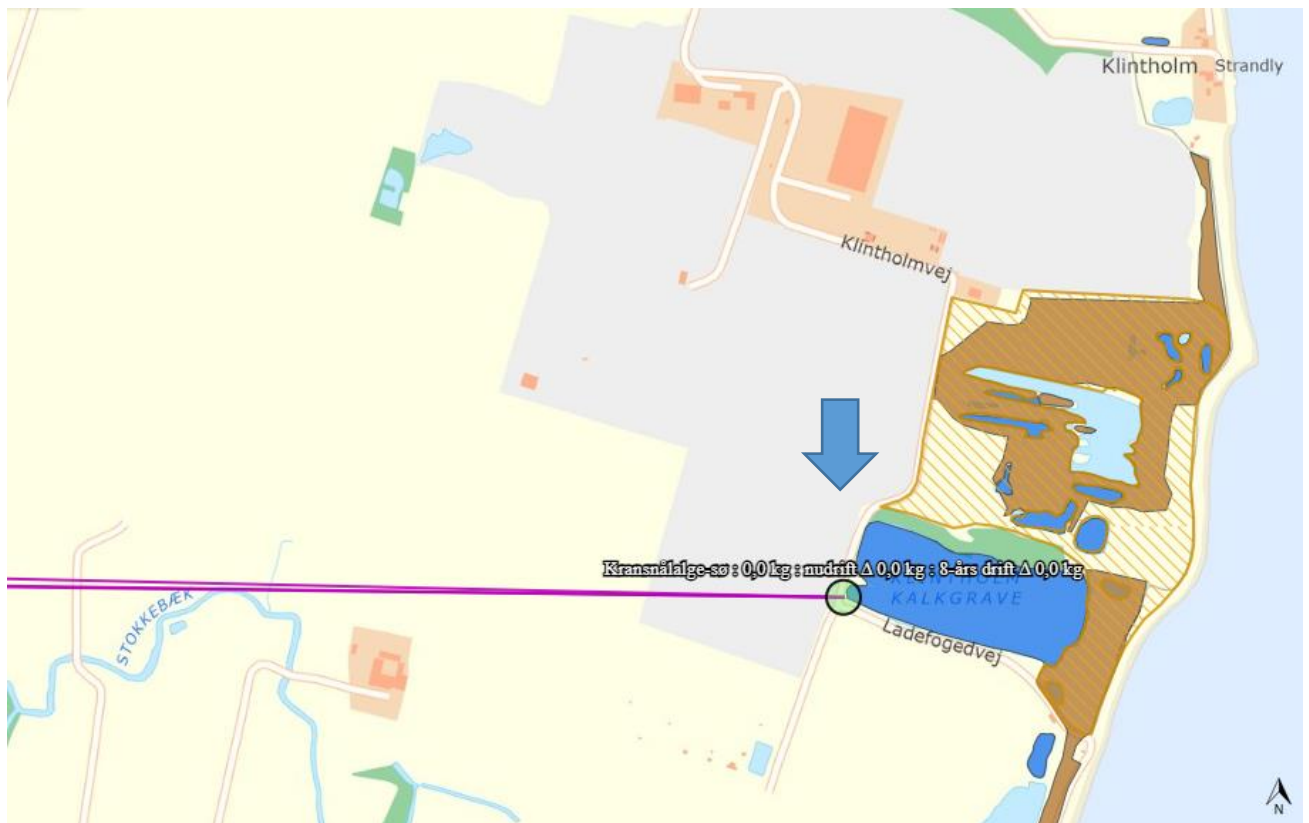 Klintholm Strandly
Klintholmvej
Kransnålalge-sø : 0,0 kg : nudrift Δ 0,0 kg : 8-års drift Δ 0,0 kg
KLINTHOLM
KALKGRAVE
STOKKEBÆK
Ladefogedvej
N